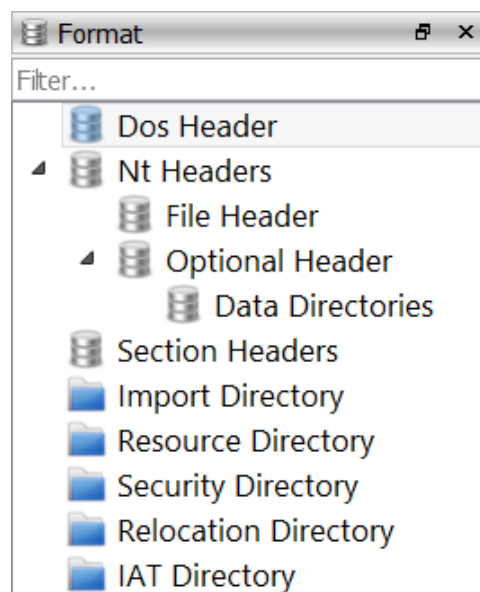 Format
Filter...
Dos Header
Nt Headers
File Header
Optional Header
Data Directories
Section Headers
Import Directory
Resource Directory
Security Directory
Relocation Directory
IAT Directory